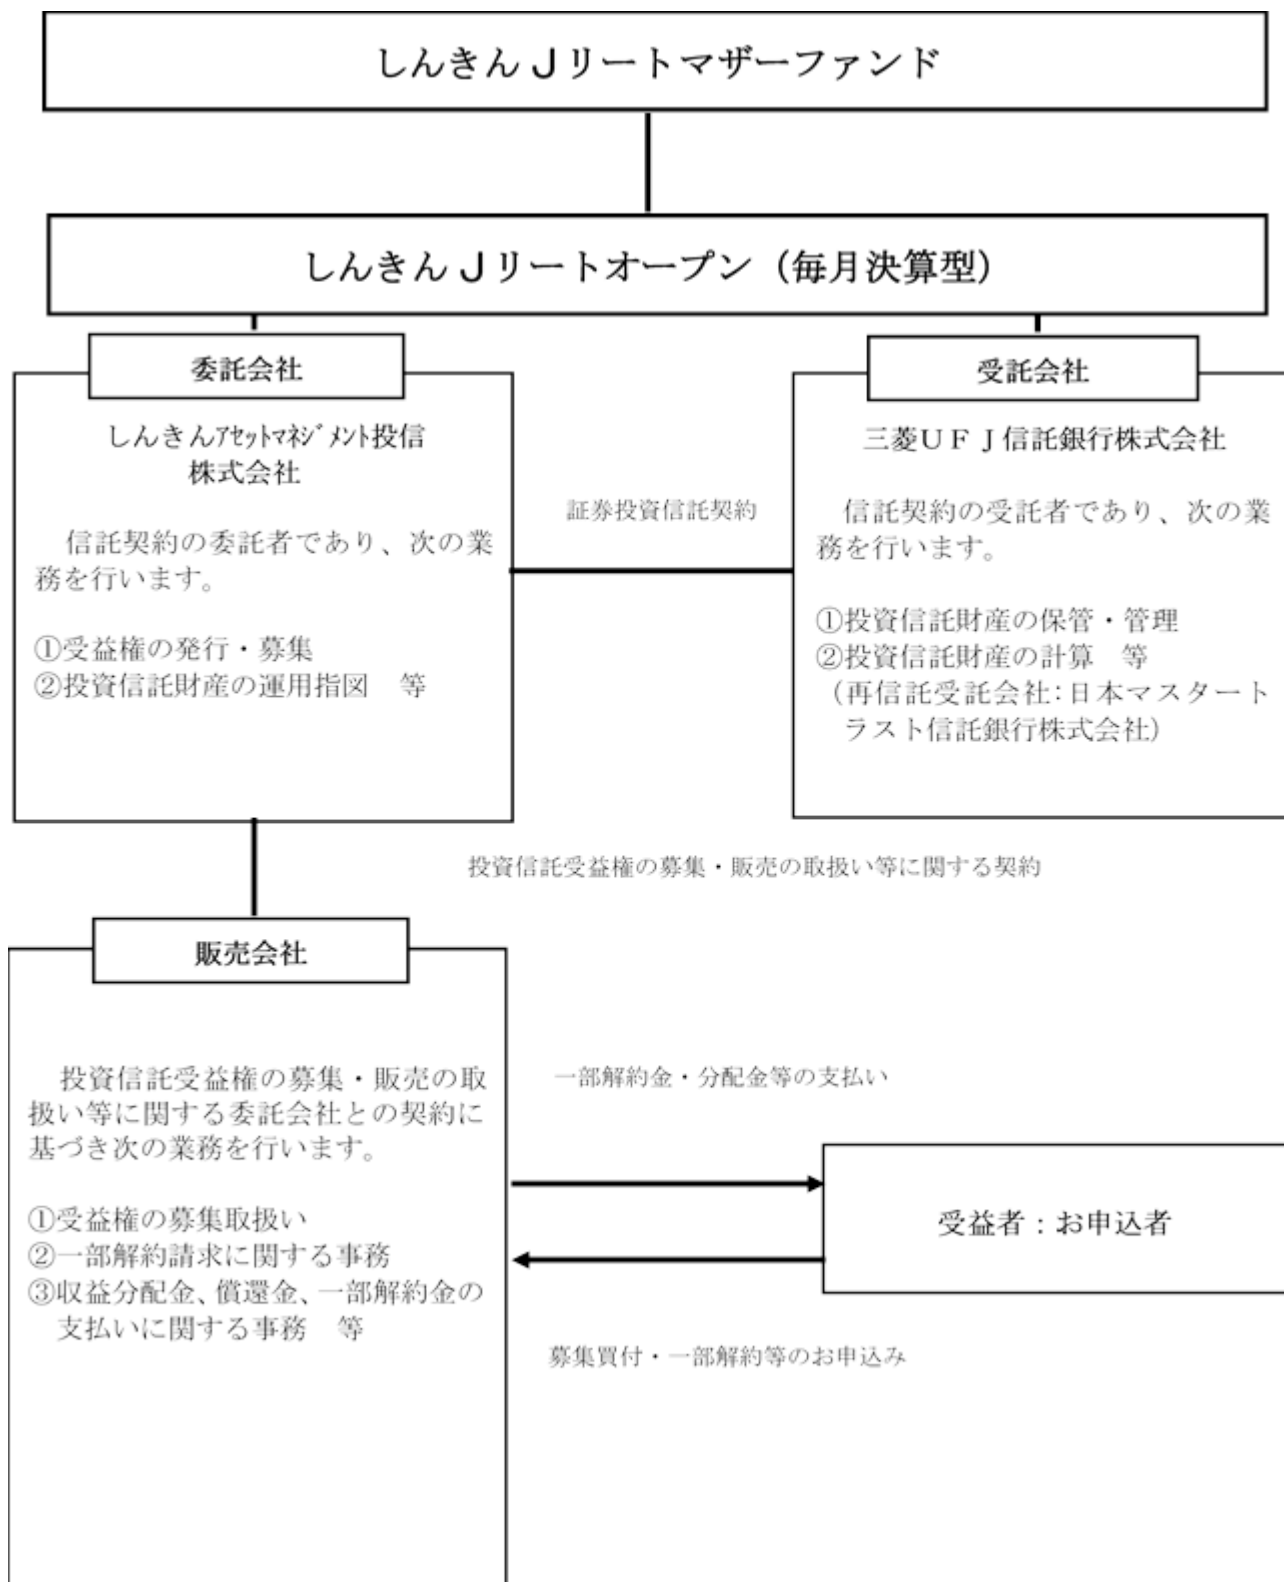 しんきんJリートマザーファンド
しんきんJリートオープン（毎月決算型）
委託会社
しんきんｱｾｯﾄﾏﾈｼﾞﾒﾝﾄ投信
株式会社
信託契約の委託者であり、次の業
務を行います。
①受益権の発行・募集
②投資信託財産の運用指図　等
証券投資信託契約
受託会社
三菱ＵＦＪ信託銀行株式会社
信託契約の受託者であり、次の業
務を行います。
①投資信託財産の保管・管理
②投資信託財産の計算　等
（再信託受託会社：日本マスタート
ラスト信託銀行株式会社）
投資信託受益権の募集・販売の取扱い等に関する契約
販売会社
投資信託受益権の募集・販売の取
扱い等に関する委託会社との契約に
基づき次の業務を行います。
①受益権の募集取扱い
②一部解約請求に関する事務
③収益分配金、償還金、一部解約金の
支払いに関する事務　等
一部解約金・分配金等の支払い
受益者：お申込者
募集買付・一部解約等のお申込み